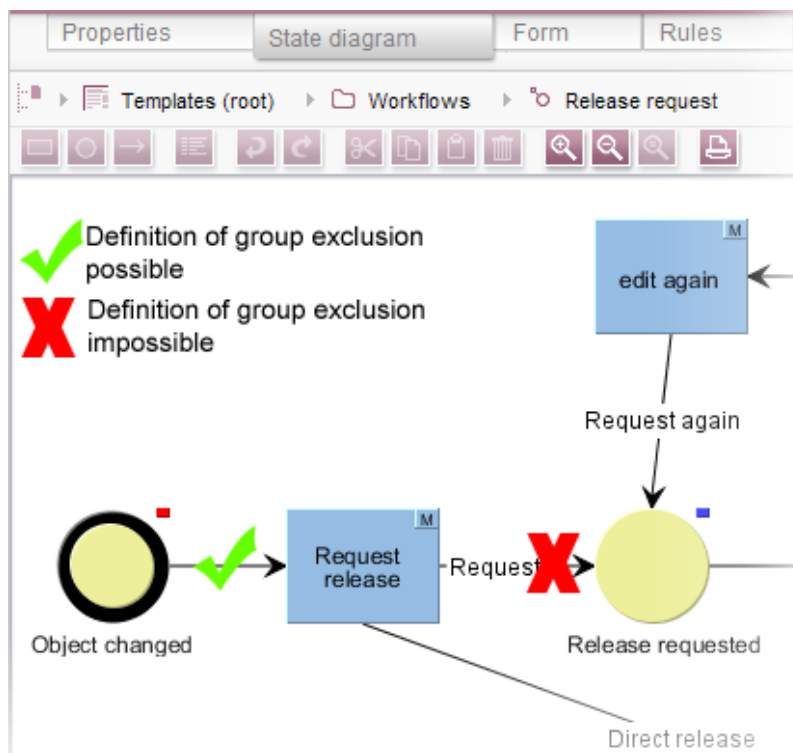 Properties
State diagram
Form
Rules
Templates (root)
Workflows
Release request
Definition of group exclusion
possible
Definition of group exclusion
impossible
M
edit again
Request again
M
Request
release
Request
Object changed
Release requested
Direct release